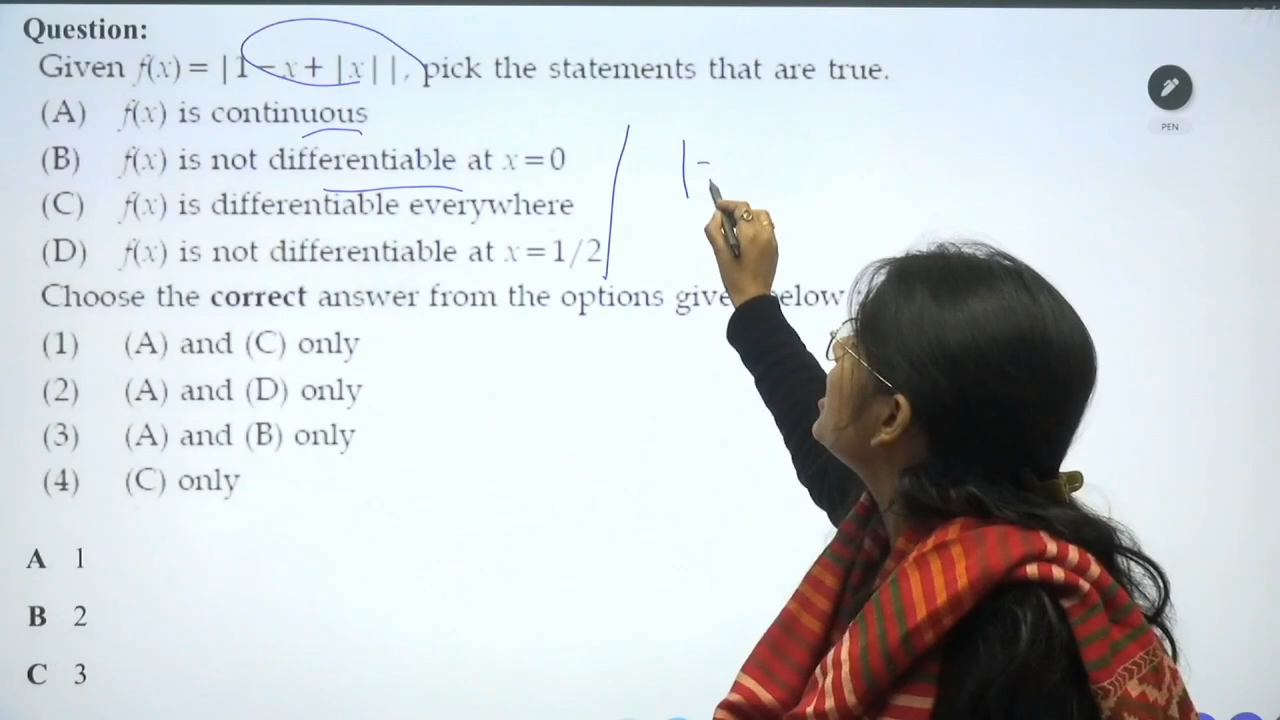 Question:
Given f(x) = | 1 − x + |x| |, pick the statements that are true.
(A) f(x) is continuous
(B) f(x) is not differentiable at x = 0
(C) f(x) is differentiable everywhere
(D) f(x) is not differentiable at x = 1/2
Choose the correct answer from the options below
(1) (A) and (C) only
(2) (A) and (D) only
(3) (A) and (B) only
(4) (C) only
A 1
B 2
C 3
PEN